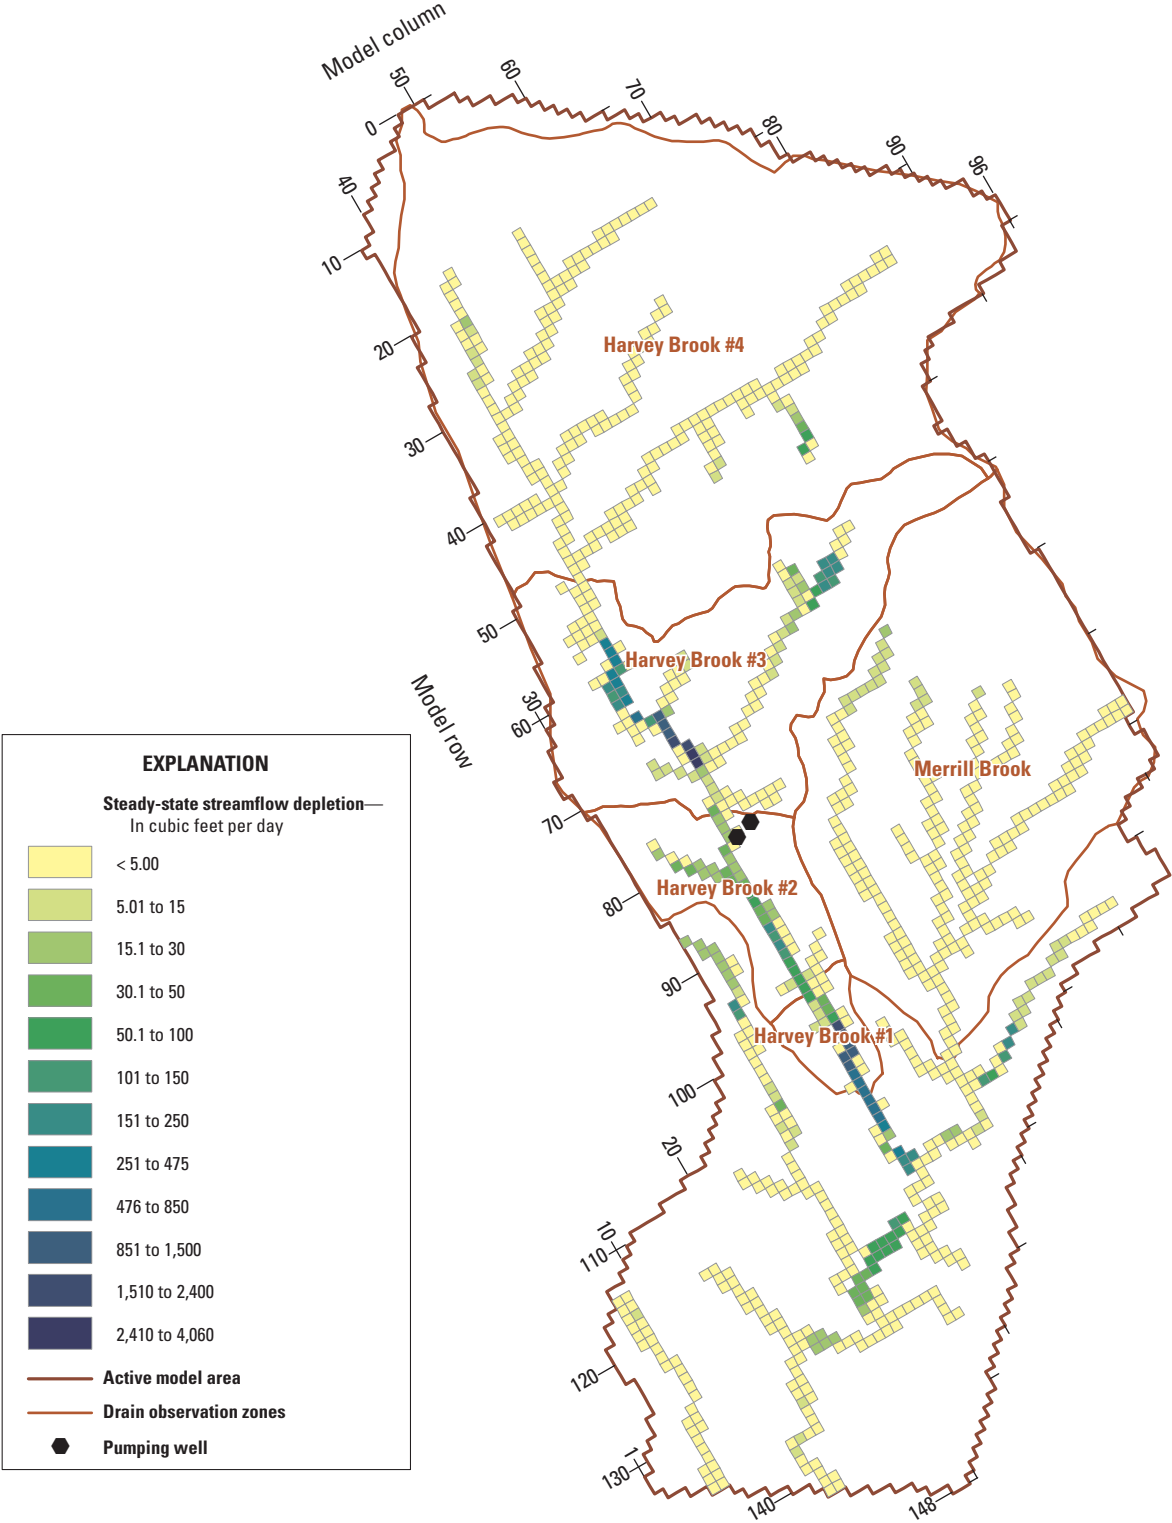 Model column
50
60
70
80
90
96
0
40
10
20
30
40
50
30
60
70
80
90
100
20
10
110
120
1
130
140
148
Model row
Harvey Brook #4
Harvey Brook #3
Merrill Brook
Harvey Brook #2
Harvey Brook #1
EXPLANATION
Steady-state streamflow depletion—
In cubic feet per day
< 5.00
5.01 to 15
15.1 to 30
30.1 to 50
50.1 to 100
101 to 150
151 to 250
251 to 475
476 to 850
851 to 1,500
1,510 to 2,400
2,410 to 4,060
Active model area
Drain observation zones
Pumping well